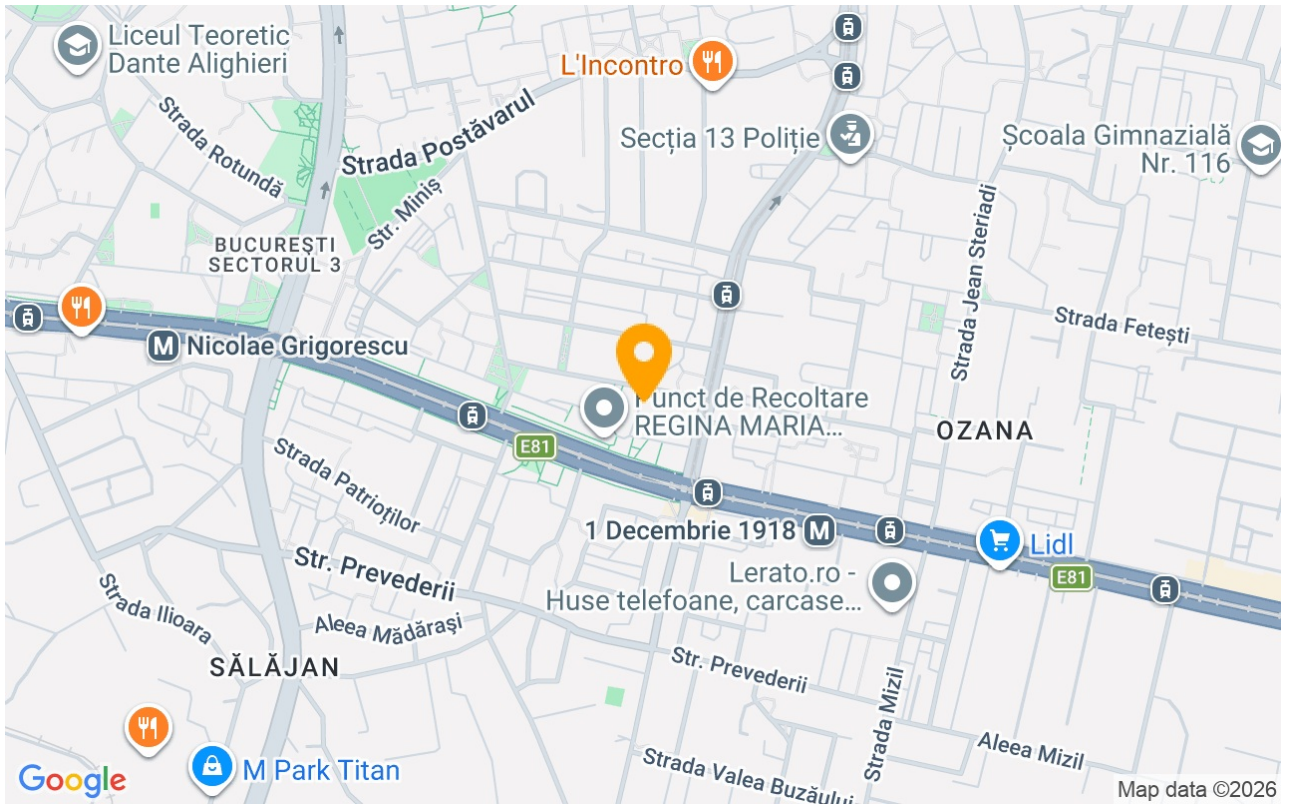 Liceul Teoretic
Dante Alighieri
L'Incontro
Strada Postăvarul
Strada Rotundă
Secția 13 Poliție
Școala Gimnazială
Nr. 116
Str. Miniș
BUCUREȘTI
SECTORUL 3
Strada Jean Steriadi
Strada Fetești
M Nicolae Grigorescu
Punct de Recoltare
REGINA MARIA...
OZANA
E81
Strada Patrioților
1 Decembrie 1918 M
Lidl
E81
Str. Prevederii
Lerato.ro -
Huse telefoane, carcase...
Strada Ilioara
Aleea Mădărași
SĂLĂJAN
Str. Prevederii
Strada Mizil
Aleea Mizil
Strada Valea Buzăului
M Park Titan
Google
Map data ©2026